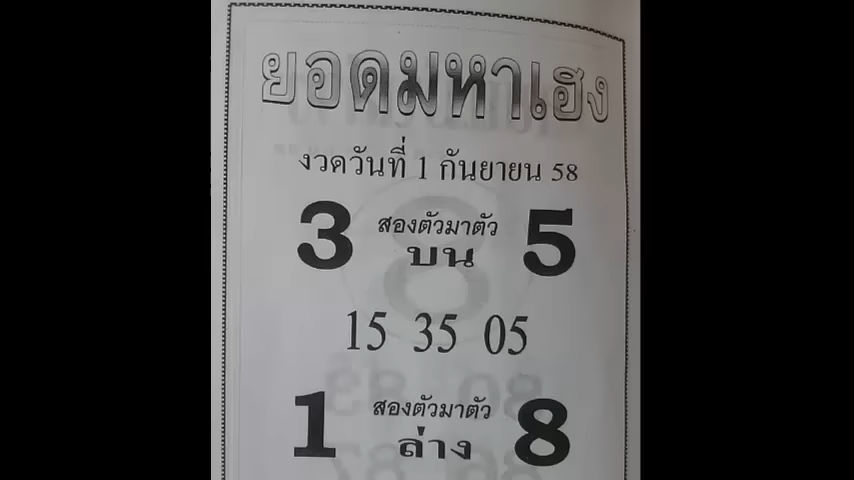 ยอดมหาเฮง
งวดวันที่ 1 กันยายน 58
3 สองตัวมาตัว 5
บน
15 35 05
1 สองตัวมาตัว 8
ล่าง